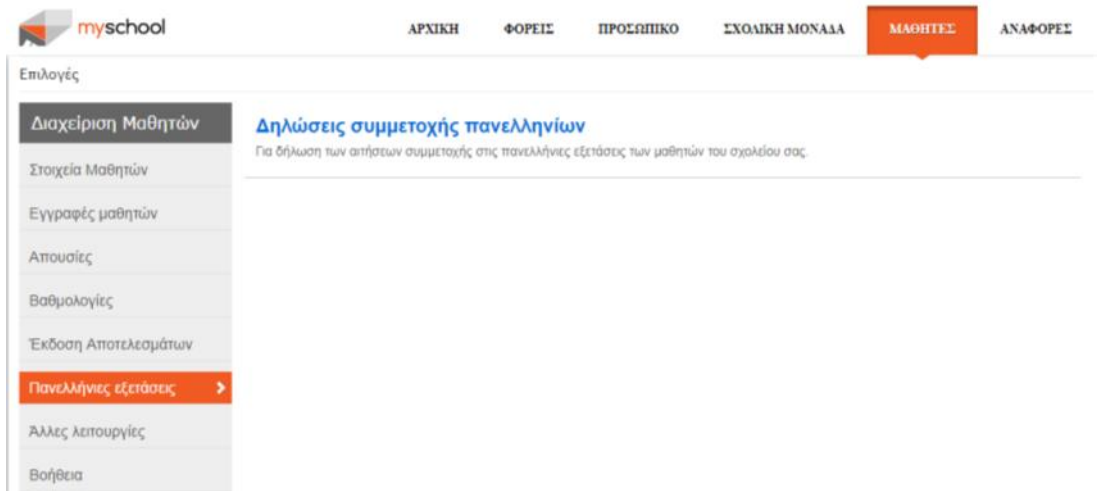 myschool
ΑΡΧΙΚΗ ΦΟΡΕΙΣ ΠΡΟΣΩΠΙΚΟ ΣΧΟΛΙΚΗ ΜΟΝΑΔΑ ΜΑΘΗΤΕΣ ΑΝΑΦΟΡΕΣ
Επιλογές
Διαχείριση Μαθητών
Στοιχεία Μαθητών
Εγγραφές μαθητών
Απουσίες
Βαθμολογίες
Έκδοση Αποτελεσμάτων
Πανελλήνιες εξετάσεις
Άλλες λειτουργίες
Βοήθεια
Δηλώσεις συμμετοχής πανελληνίων
Για δήλωση των αιτήσεων συμμετοχής στις πανελλήνιες εξετάσεις των μαθητών του σχολείου σας.